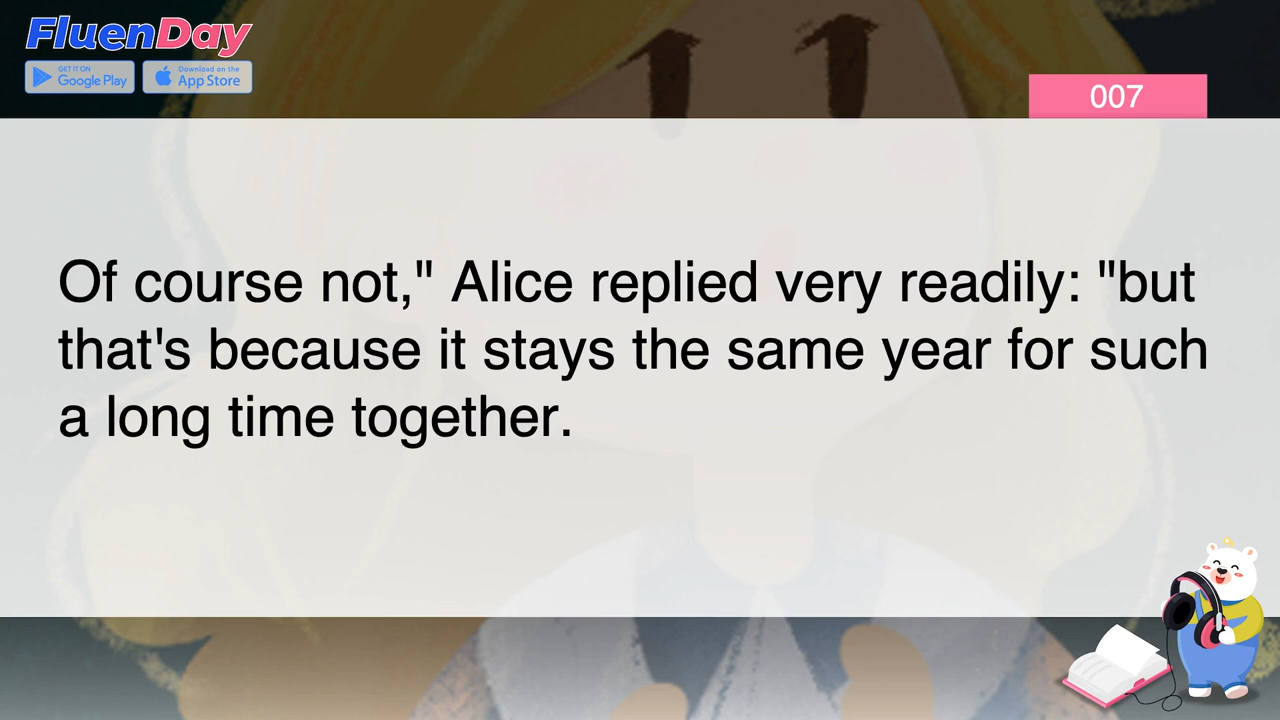 FluenDay
GET IT ON
Google Play
Download on the
App Store
007
Of course not," Alice replied very readily: "but
that's because it stays the same year for such
a long time together.